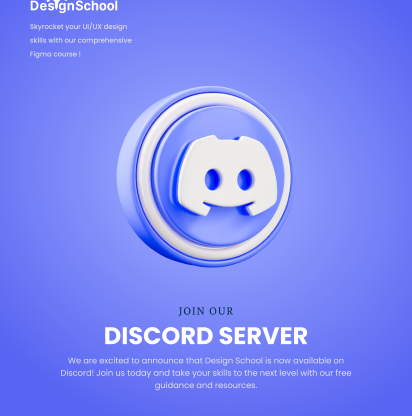 DesignSchool
Skyrocket your UI/UX design
skills with our comprehensive
Figma course !
JOIN OUR
DISCORD SERVER
We are excited to announce that Design School is now available on
Discord! Join us today and take your skills to the next level with our free
guidance and resources.